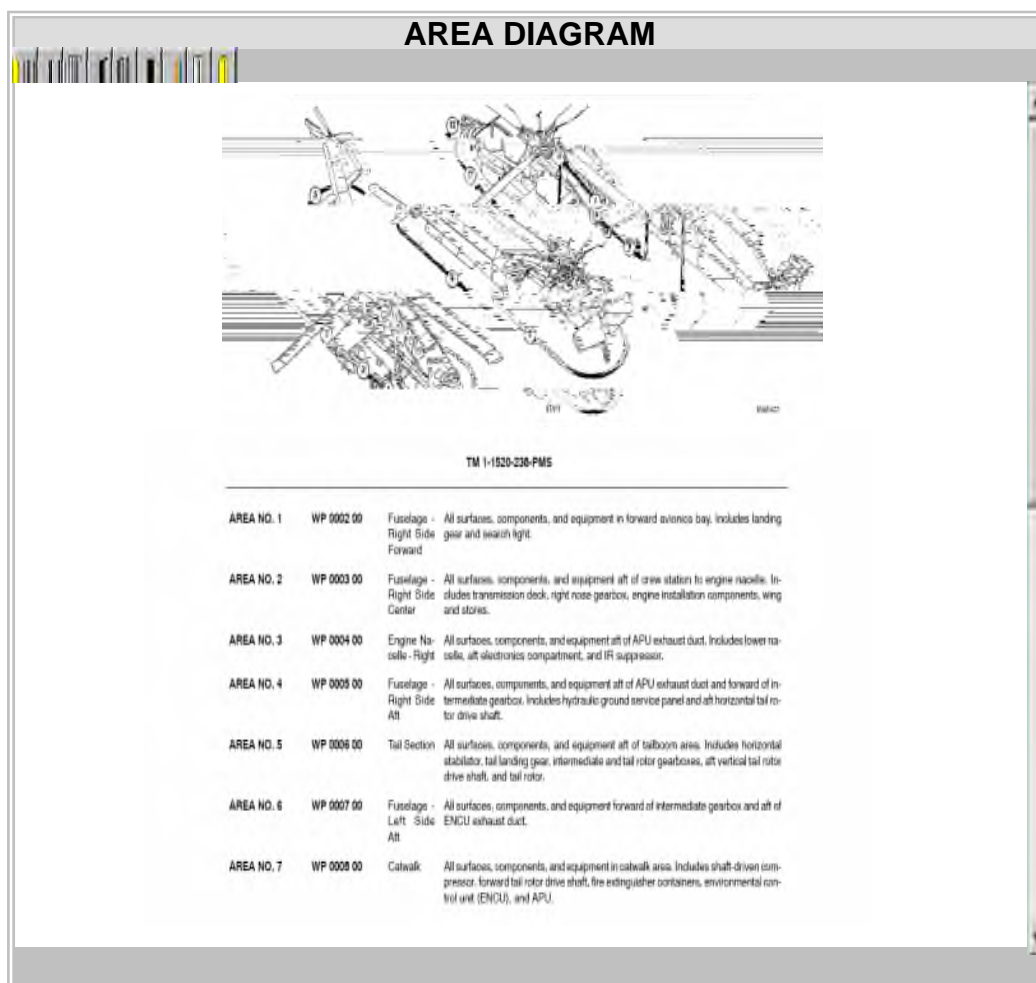 AREA DIAGRAM
TM 1-1520-238-PMS
AREA NO. 1 WP 0002 00 Fuselage - All surfaces, components, and equipment in forward avionics bay. Includes landing
Right Side gear and search light.
Forward
AREA NO. 2 WP 0003 00 Fuselage - All surfaces, components, and equipment aft of crew station to engine nacelle. In-
Right Side cludes transmission deck, right nose gearbox, engine installation components, wing
Center and stores.
AREA NO. 3 WP 0004 00 Engine Na- All surfaces, components, and equipment aft of APU exhaust duct. Includes lower na-
celle - Right celle, aft electronics compartment, and IR suppressor.
AREA NO. 4 WP 0005 00 Fuselage - All surfaces, components, and equipment aft of APU exhaust duct and forward of in-
Right Side termediate gearbox. Includes hydraulic ground service panel and aft horizontal tail ro-
Aft tor drive shaft.
AREA NO. 5 WP 0006 00 Tail Section All surfaces, components, and equipment aft of tailboom area. Includes horizontal
stabilator, tail landing gear, intermediate and tail rotor gearboxes, aft vertical tail rotor
drive shaft, and tail rotor.
AREA NO. 6 WP 0007 00 Fuselage - All surfaces, components, and equipment forward of intermediate gearbox and aft of
Left Side ENCU exhaust duct.
Aft
AREA NO. 7 WP 0008 00 Catwalk All surfaces, components, and equipment in catwalk area. Includes shaft-driven com-
pressor, forward tail rotor drive shaft, fire extinguisher containers, environmental con-
trol unit (ENCU), and APU.